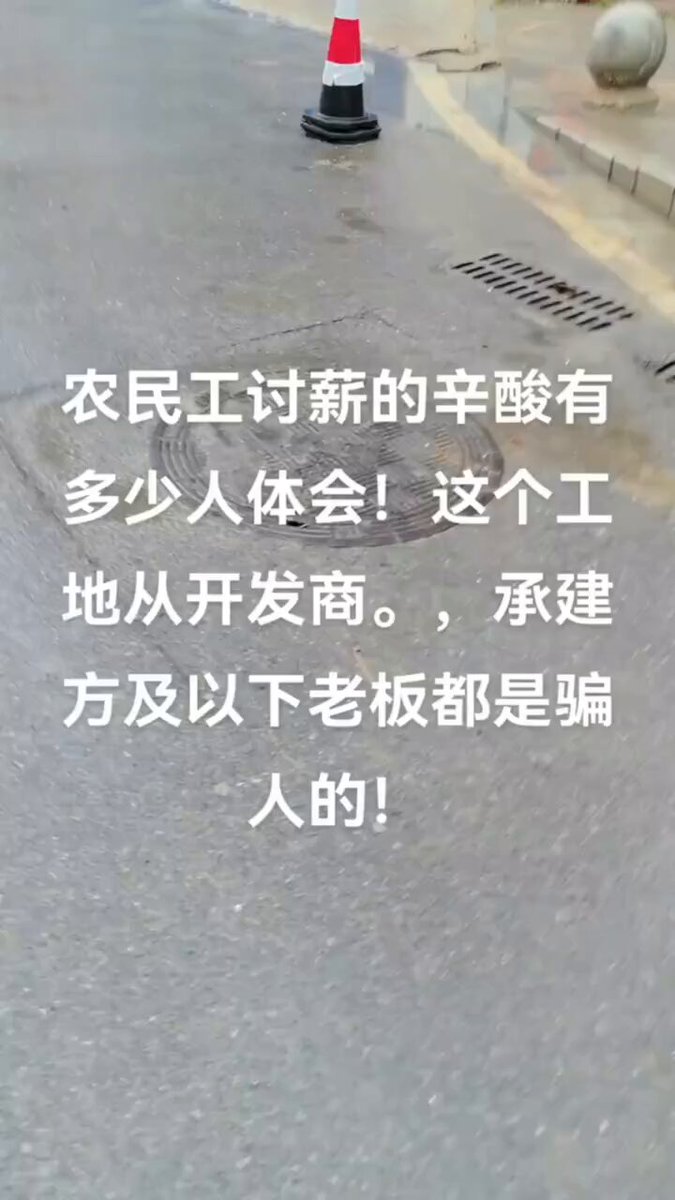 农民工讨薪的辛酸有
多少人体会！这个工
地从开发商。，承建
方及以下老板都是骗
人的！